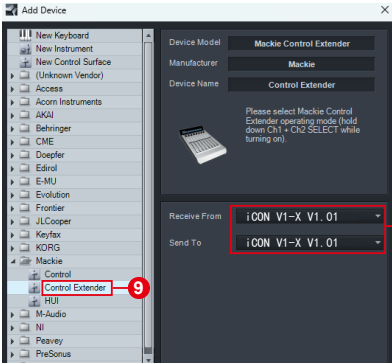 Add Device
New Keyboard
New Instrument
New Control Surface
(Unknown Vendor)
Access
Acorn Instruments
AKAI
Behringer
CME
Doepfer
Edirol
E-MU
Evolution
Frontier
JLCooper
Keyfax
KORG
Mackie
Control
Control Extender
9
HUI
M-Audio
NI
Peavey
PreSonus
Device Model
Mackie Control Extender
Manufacturer
Mackie
Device Name
Control Extender
Please select Mackie Control
Extender operating mode (hold
down Ch1 + Ch2 SELECT while
turning on).
Receive From
iCON V1-X V1.01
Send To
iCON V1-X V1.01